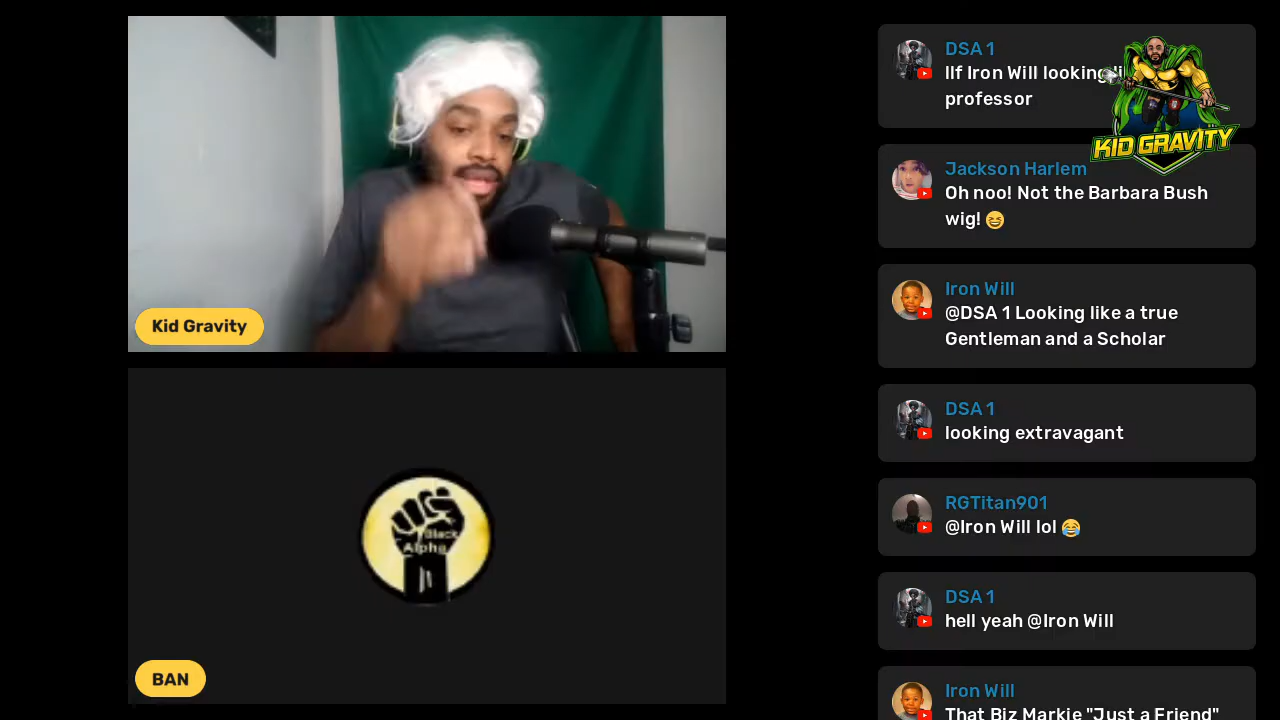 Kid Gravity
Black
Alpha
BAN
DSA 1
IIf Iron Will looking
professor
KID GRAVITY
Jackson Harlem
Oh noo! Not the Barbara Bush
wig! 😆
Iron Will
@DSA 1 Looking like a true
Gentleman and a Scholar
DSA 1
looking extravagant
RGTitan901
@Iron Will lol 😂
DSA 1
hell yeah @Iron Will
Iron Will
That Biz Markie "Just a Friend"